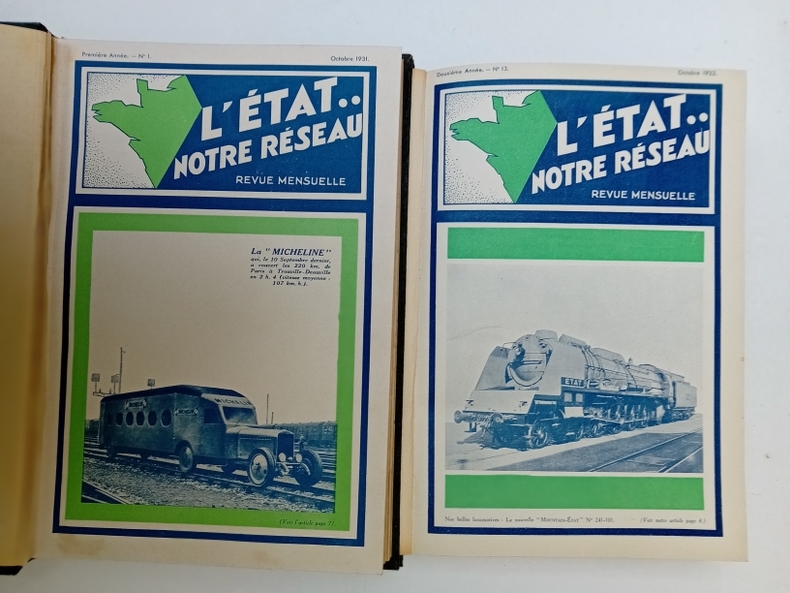 Première Année. — N° 1.
Octobre 1931.
L'ÉTAT..
NOTRE RÉSEAU
REVUE MENSUELLE
La "MICHELINE"
qui, le 10 Septembre dernier,
a couvert les 220 km. de
Paris à Trouville-Deauville
en 2 h. 4 (vitesse moyenne :
107 km. h.).
MICHELIN
(Voir l'article page 7)
Deuxième Année. — N° 13.
Octobre 1932.
L'ÉTAT..
NOTRE RÉSEAU
REVUE MENSUELLE
ETAT
Nos belles locomotives : La nouvelle "MOUNTAIN-ÉTAT" N° 241-101.
(Voir notre article page 8.)